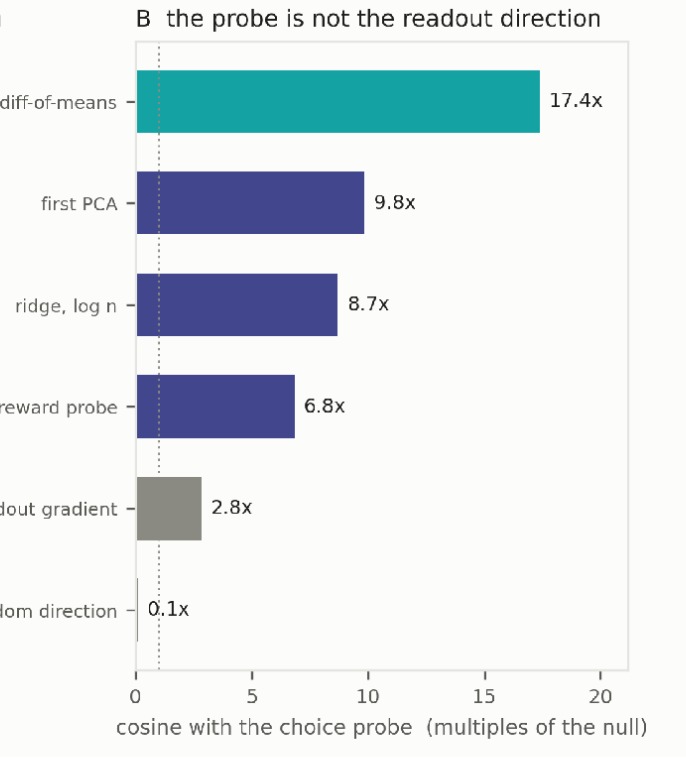 B the probe is not the readout direction
diff-of-means
17.4x
first PCA
9.8x
ridge, log n
8.7x
reward probe
6.8x
gradient
2.8x
direction
0.1x
0 5 10 15 20
cosine with the choice probe (multiples of the null)